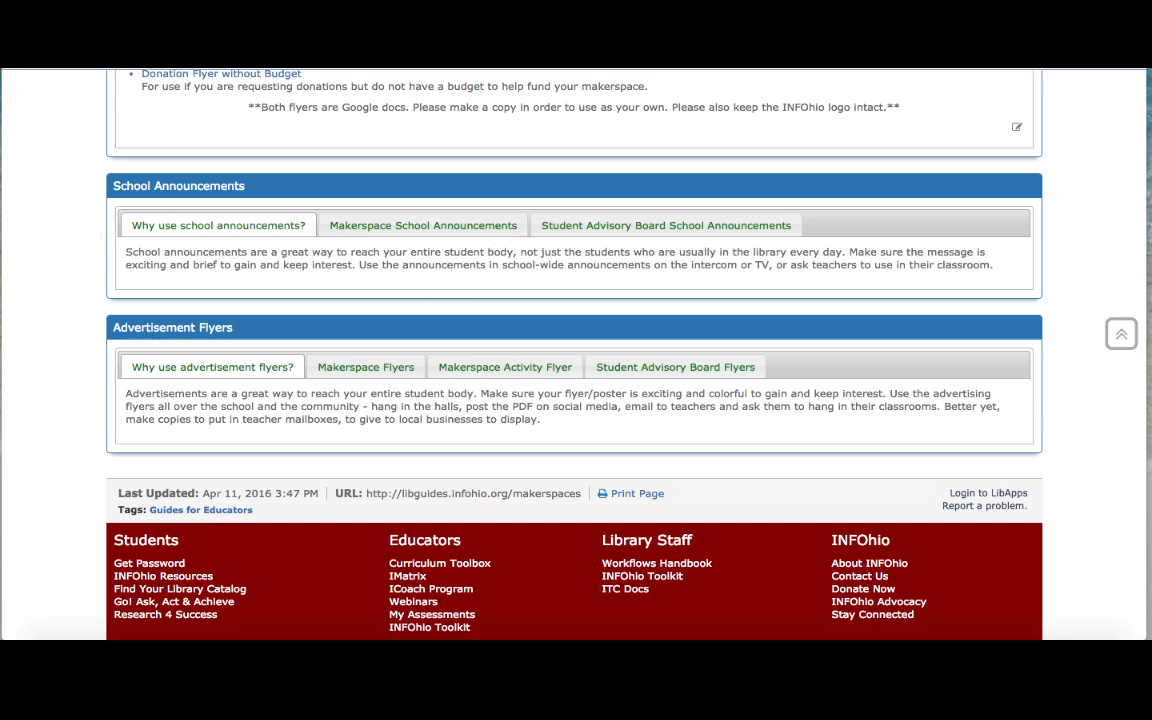 • Donation Flyer without Budget
For use if you are requesting donations but do not have a budget to help fund your makerspace.
**Both flyers are Google docs. Please make a copy in order to use as your own. Please also keep the INFOhio logo intact.**
School Announcements
Why use school announcements? Makerspace School Announcements Student Advisory Board School Announcements
School announcements are a great way to reach your entire student body, not just the students who are usually in the library every day. Make sure the message is
exciting and brief to gain and keep interest. Use the announcements in school-wide announcements on the intercom or TV, or ask teachers to use in their classroom.
Advertisement Flyers
Why use advertisement flyers? Makerspace Flyers Makerspace Activity Flyer Student Advisory Board Flyers
Advertisements are a great way to reach your entire student body. Make sure your flyer/poster is exciting and colorful to gain and keep interest. Use the advertising
flyers all over the school and the community - hang in the halls, post the PDF on social media, email to teachers and ask them to hang in their classrooms. Better yet,
make copies to put in teacher mailboxes, to give to local businesses to display.
Last Updated: Apr 11, 2016 3:47 PM | URL: http://libguides.infohio.org/makerspaces | Print Page
Login to LibApps
Tags: Guides for Educators
Report a problem.
Students
Get Password
INFOhio Resources
Find Your Library Catalog
Go! Ask, Act & Achieve
Research 4 Success
Educators
Curriculum Toolbox
IMatrix
ICoach Program
Webinars
My Assessments
INFOhio Toolkit
Library Staff
Workflows Handbook
INFOhio Toolkit
ITC Docs
INFOhio
About INFOhio
Contact Us
Donate Now
INFOhio Advocacy
Stay Connected